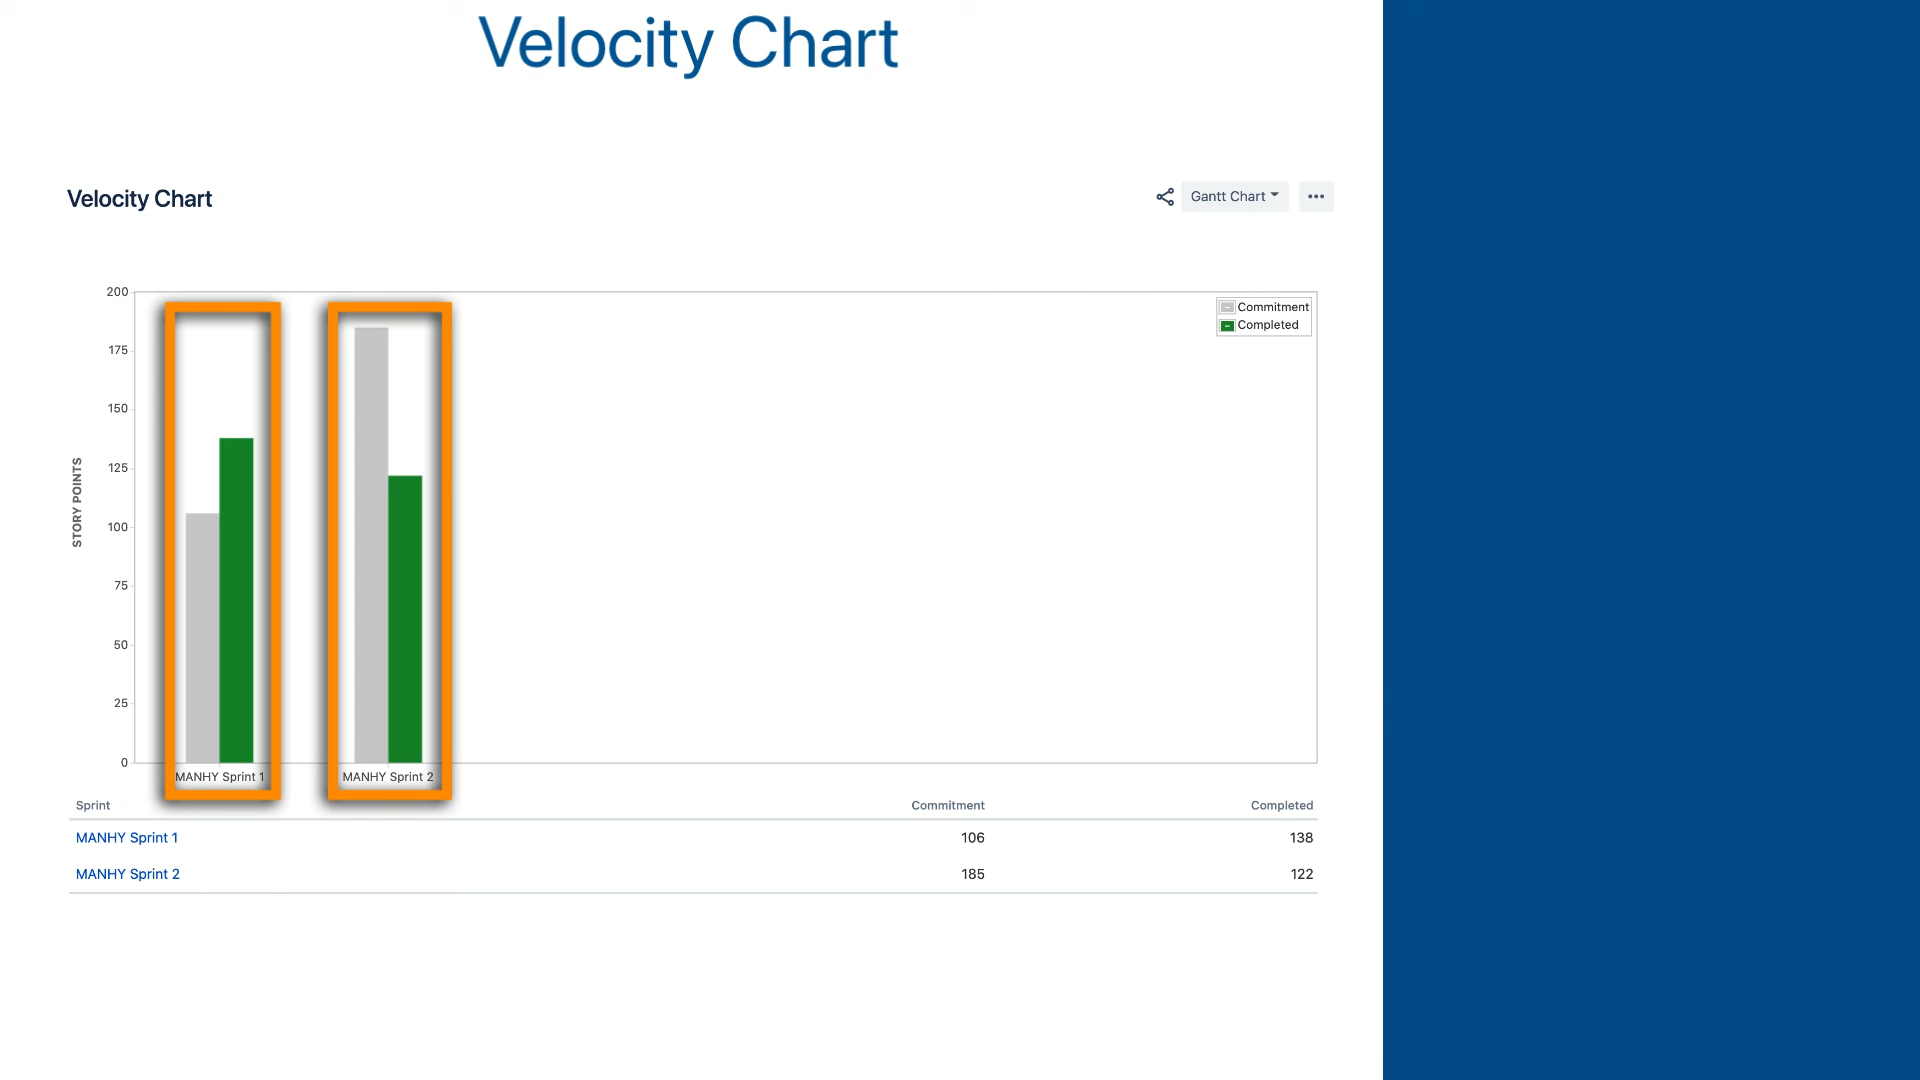 Velocity Chart
Velocity Chart
Gantt Chart
200
175
150
125
100
75
50
25
0
STORY POINTS
Commitment
Completed
MANHY Sprint 1
MANHY Sprint 2
Sprint Commitment Completed
MANHY Sprint 1 106 138
MANHY Sprint 2 185 122